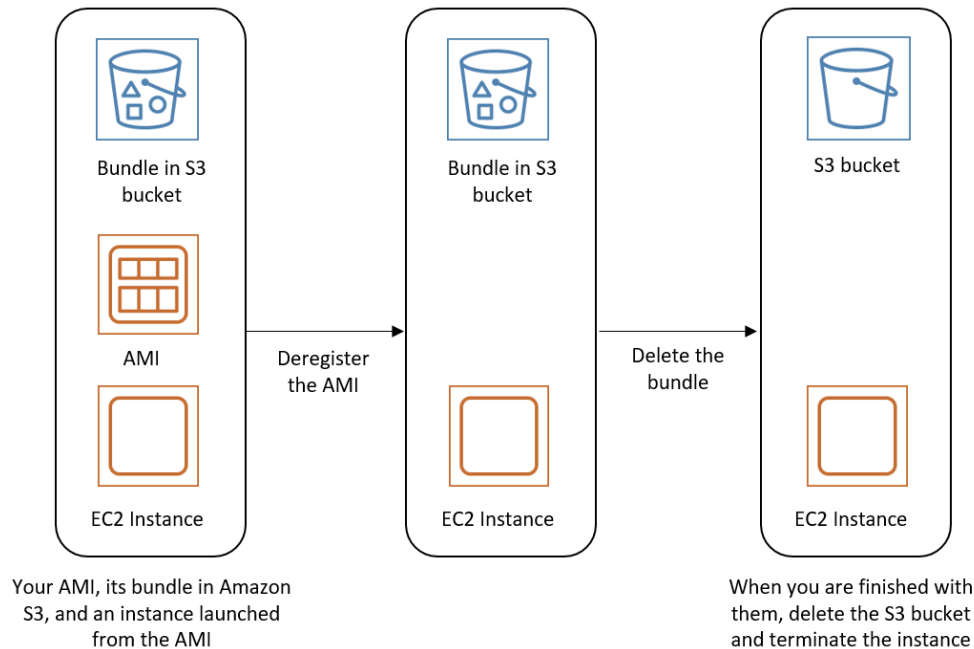 Bundle in S3
bucket
AMI
EC2 Instance
Your AMI, its bundle in Amazon
S3, and an instance launched
from the AMI
Deregister
the AMI
Bundle in S3
bucket
EC2 Instance
Delete the
bundle
S3 bucket
EC2 Instance
When you are finished with
them, delete the S3 bucket
and terminate the instance